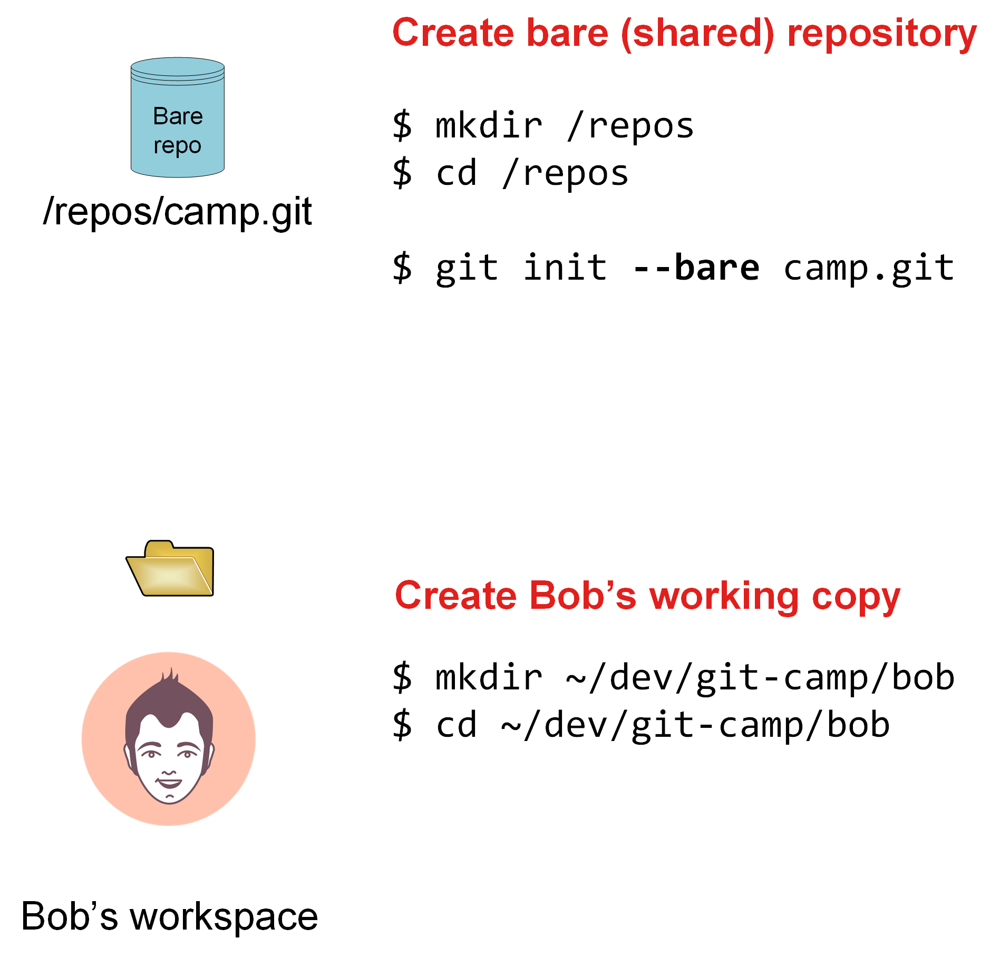 Create bare (shared) repository
Bare
repo
/repos/camp.git
$ mkdir /repos
$ cd /repos
$ git init --bare camp.git
Create Bob’s working copy
$ mkdir ~/dev/git-camp/bob
$ cd ~/dev/git-camp/bob
Bob’s workspace